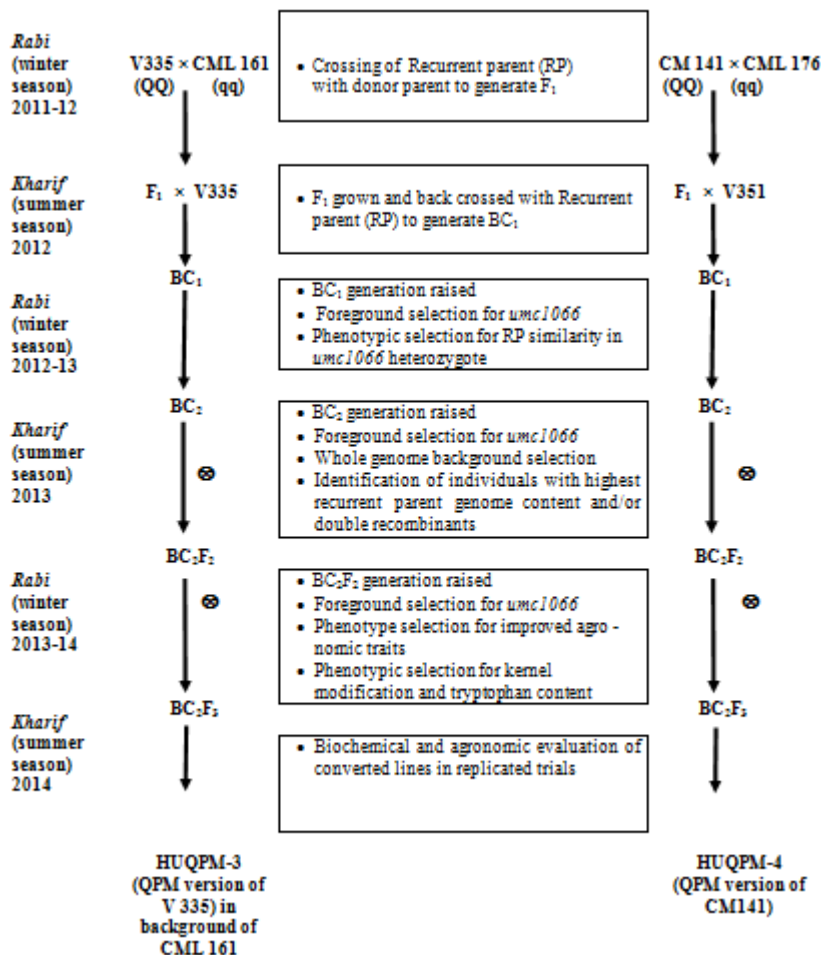 Rabi
(winter
season)
2011-12
V335 × CML 161
(QQ) (qq)
• Crossing of Recurrent parent (RP)
with donor parent to generate F₁
CM 141 × CML 176
(QQ) (qq)
Kharif
(summer
season)
2012
F₁ × V335
• F₁ grown and back crossed with Recurrent
parent (RP) to generate BC₁
F₁ × V351
Rabi
(winter
season)
2012-13
BC₁
• BC₁ generation raised
• Foreground selection for umc1066
• Phenotypic selection for RP similarity in
umc1066 heterozygote
BC₁
Kharif
(summer
season)
2013
BC₂
⊗
• BC₂ generation raised
• Foreground selection for umc1066
• Whole genome background selection
• Identification of individuals with highest
recurrent parent genome content and/or
double recombinants
BC₂
⊗
Rabi
(winter
season)
2013-14
BC₂F₂
⊗
• BC₂F₂ generation raised
• Foreground selection for umc1066
• Phenotype selection for improved agro -
nomic traits
• Phenotypic selection for kernel
modification and tryptophan content
BC₂F₂
⊗
Kharif
(summer
season)
2014
BC₂F₃
• Biochemical and agronomic evaluation of
converted lines in replicated trials
BC₂F₃
HUQPM-3
(QPM version of
V 335) in
background of
CML 161
HUQPM-4
(QPM version of
CM141)